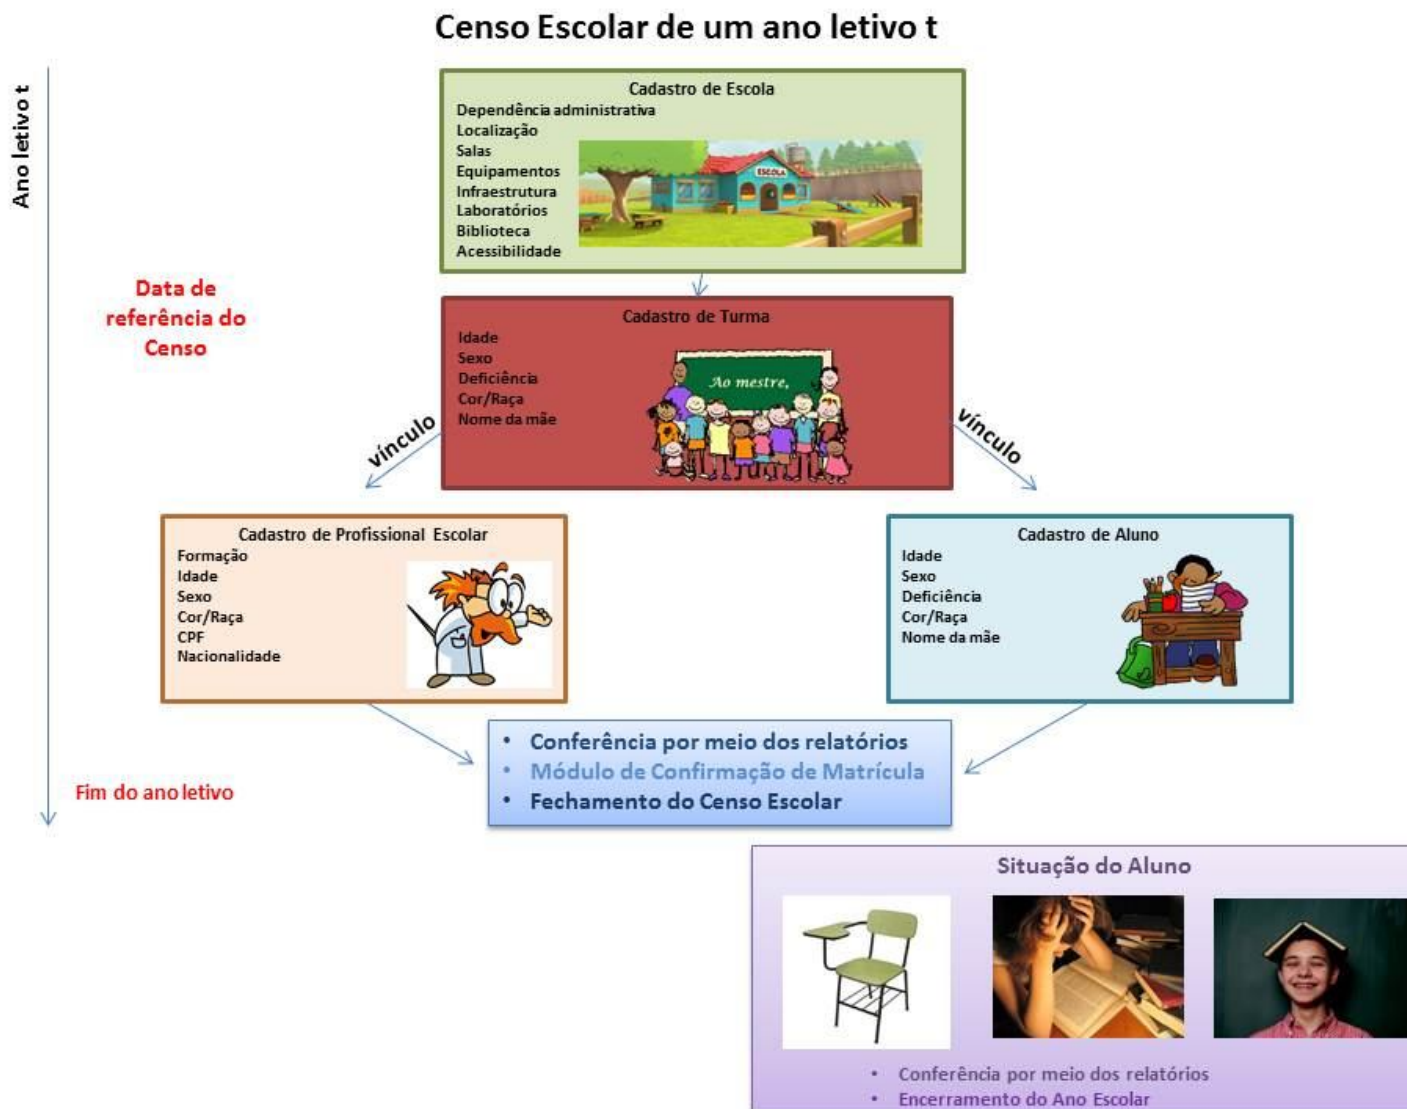 Censo Escolar de um ano letivo t
Ano letivo t
Cadastro de Escola
Dependência administrativa
Localização
Salas
Equipamentos
Infraestrutura
Laboratórios
Biblioteca
Acessibilidade
ESCOLA
Data de
referência do
Censo
Cadastro de Turma
Idade
Sexo
Deficiência
Cor/Raça
Nome da mãe
Ao mestre,
vínculo
vínculo
Cadastro de Profissional Escolar
Formação
Idade
Sexo
Cor/Raça
CPF
Nacionalidade
Cadastro de Aluno
Idade
Sexo
Deficiência
Cor/Raça
Nome da mãe
• Conferência por meio dos relatórios
• Módulo de Confirmação de Matrícula
• Fechamento do Censo Escolar
Fim do ano letivo
Situação do Aluno
• Conferência por meio dos relatórios
• Encerramento do Ano Escolar